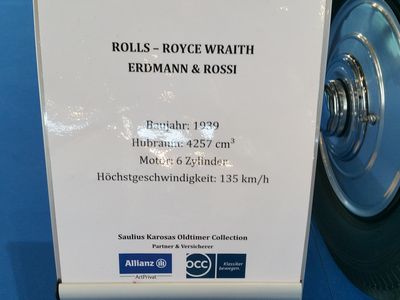 ROLLS – ROYCE WRAITH
ERDMANN & ROSSI
Baujahr: 1939
Hubraum: 4257 cm³
Motor: 6 Zylinder
Höchstgeschwindigkeit: 135 km/h
Saulius Karosas Oldtimer Collection
Partner & Versicherer
Allianz
ArtPrivat
OCC Klassiker
bewegen.